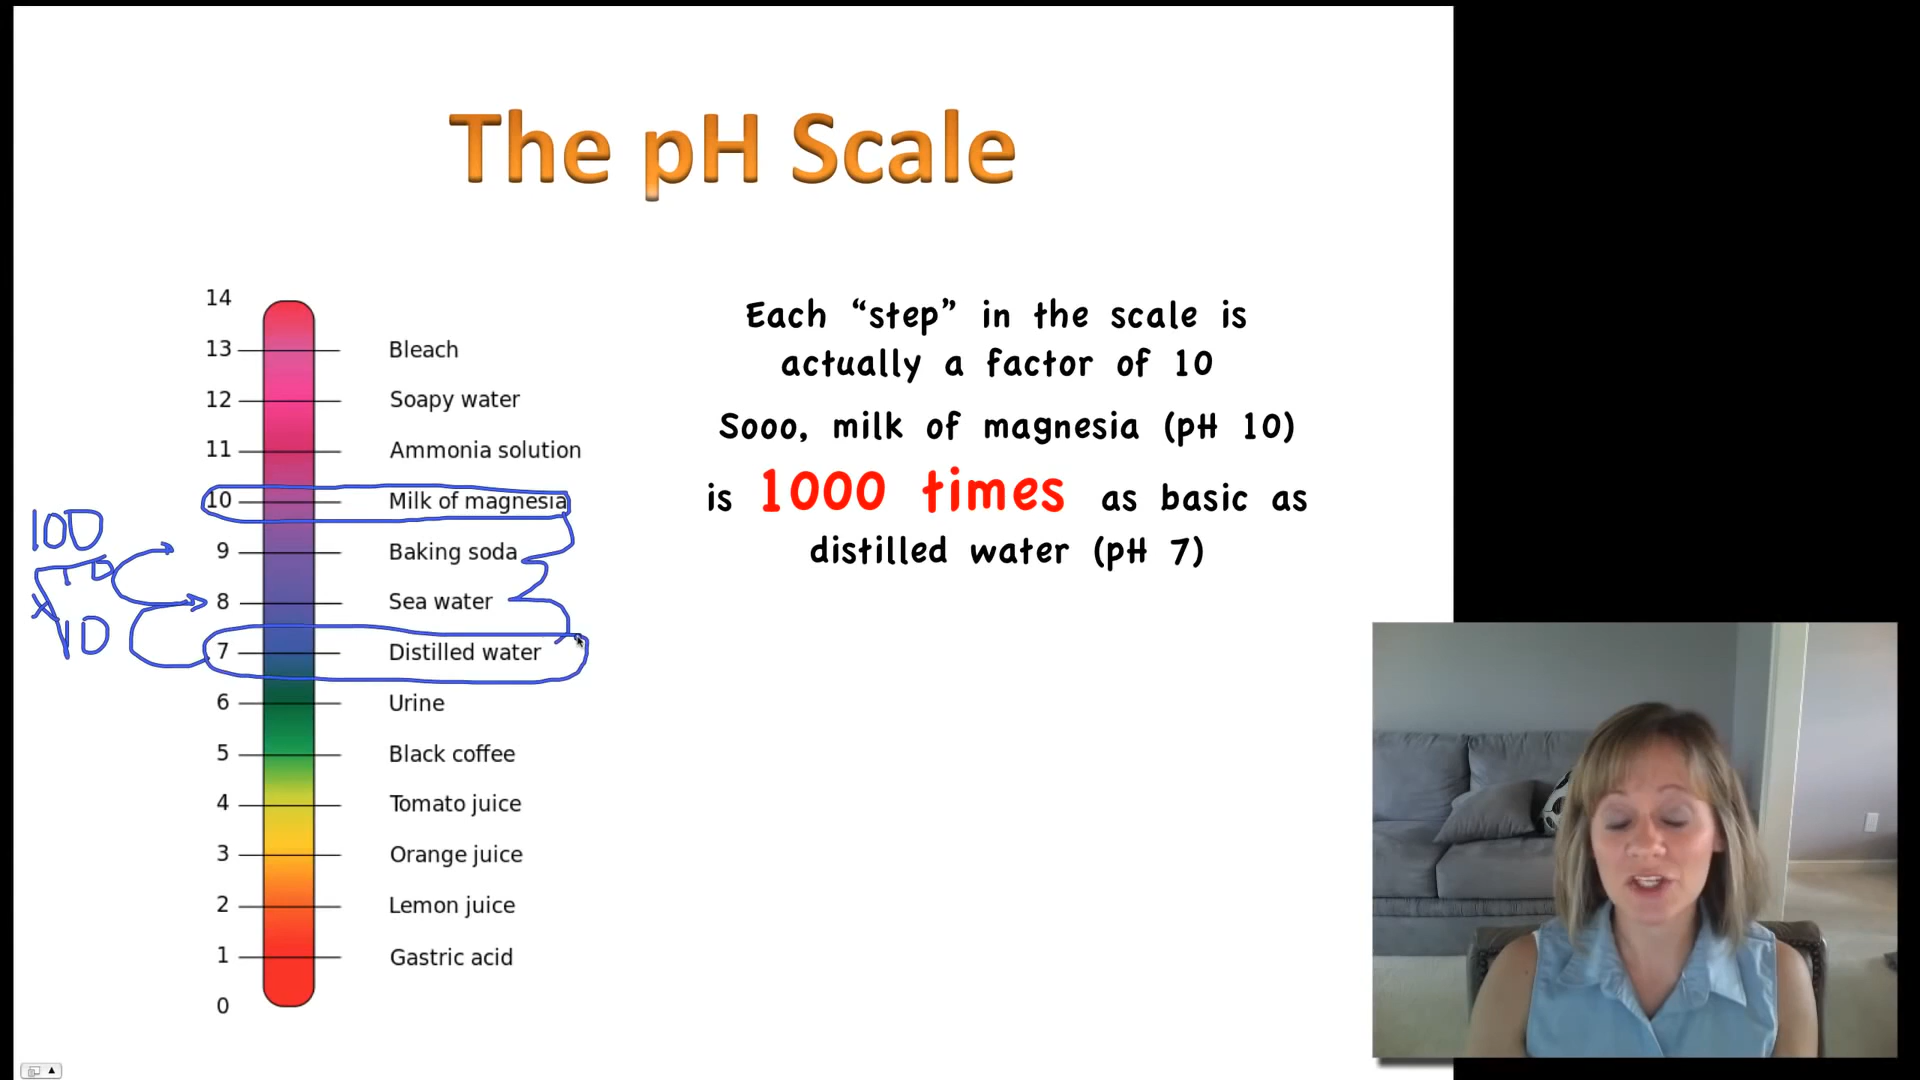 The pH Scale
14
13 Bleach
12 Soapy water
11 Ammonia solution
10 Milk of magnesia
9 Baking soda
8 Sea water
7 Distilled water
6 Urine
5 Black coffee
4 Tomato juice
3 Orange juice
2 Lemon juice
1 Gastric acid
0
100
10
x
10
Each “step” in the scale is
actually a factor of 10
Sooo, milk of magnesia (pH 10)
is 1000 times as basic as
distilled water (pH 7)